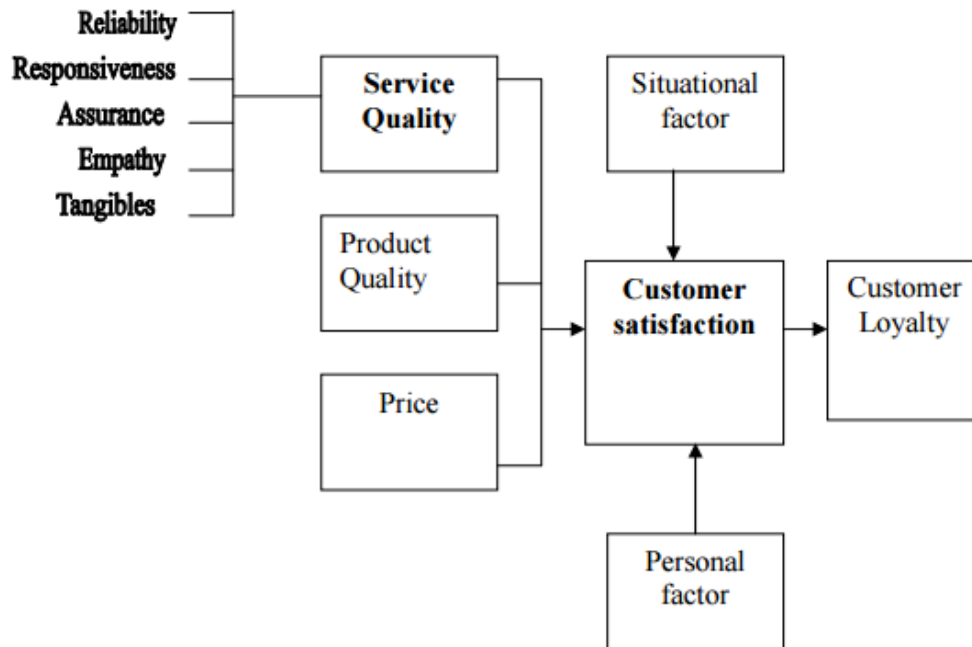 Reliability
Responsiveness
Assurance
Empathy
Tangibles
Service
Quality
Product
Quality
Price
Situational
factor
Customer
satisfaction
Personal
factor
Customer
Loyalty